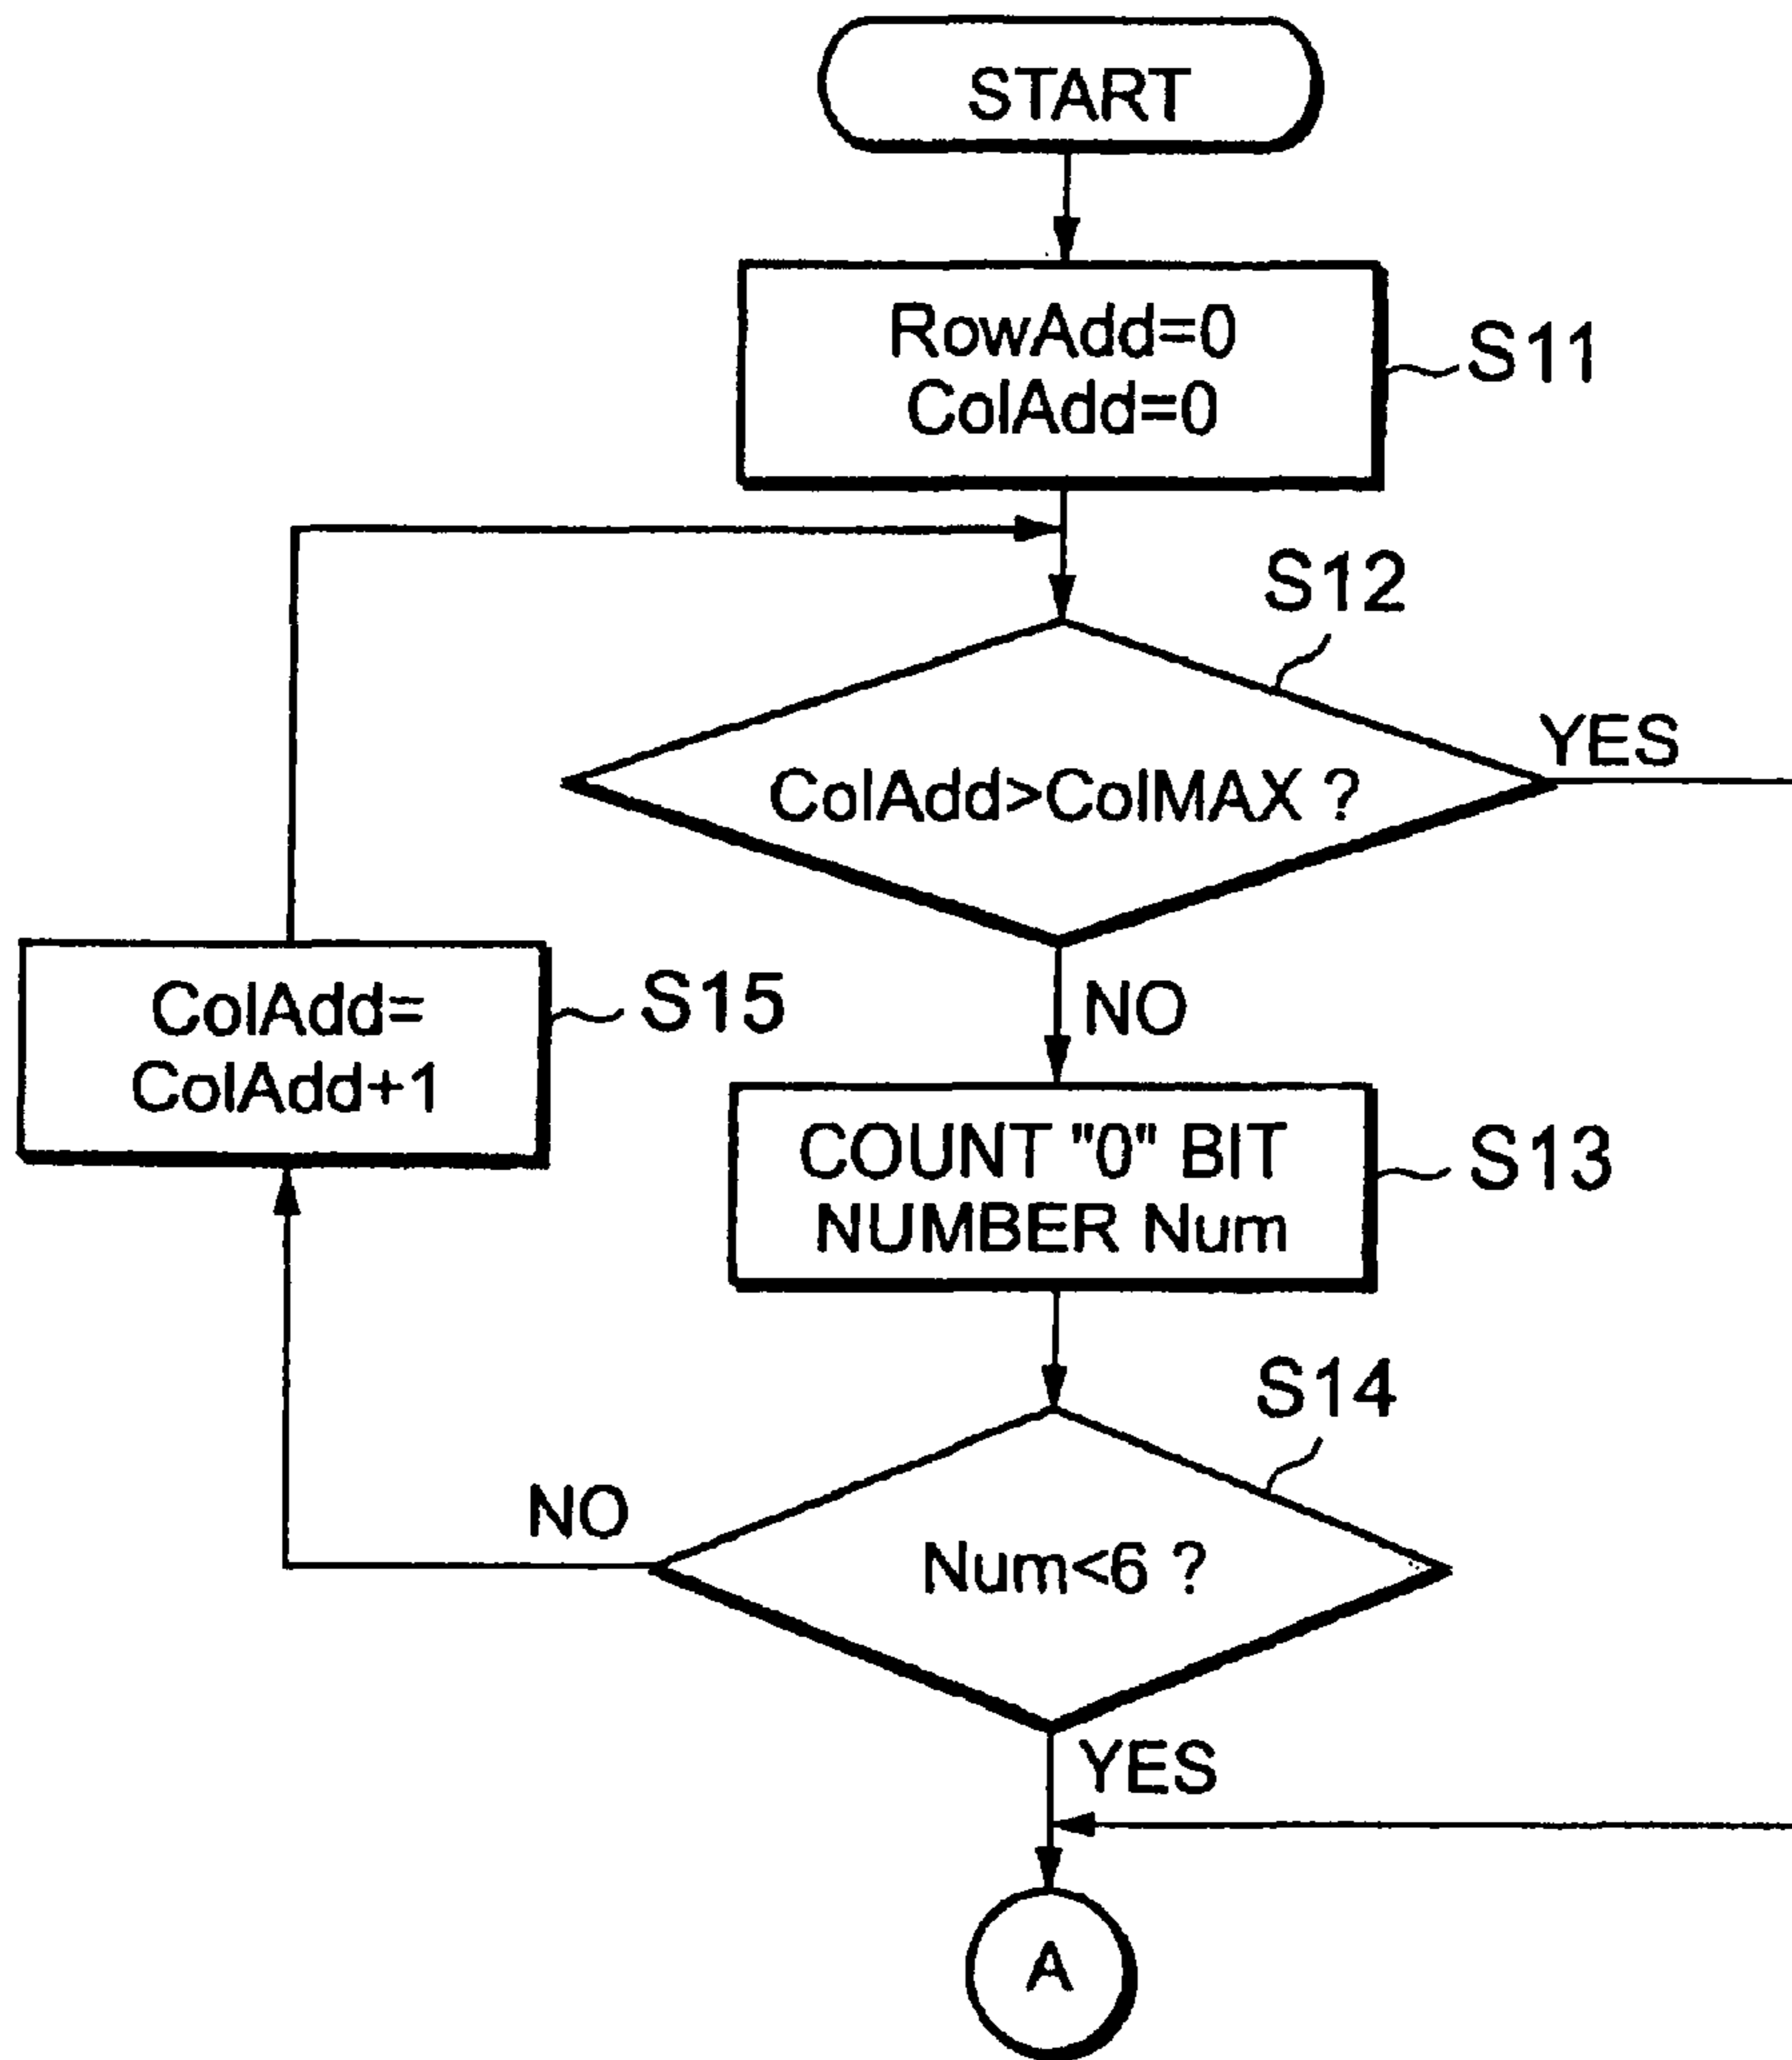 START
RowAdd=0
ColAdd=0
S11
S12
ColAdd>ColMAX ?
YES
NO
ColAdd=
ColAdd+1
S15
COUNT "0" BIT
NUMBER Num
S13
S14
Num<6 ?
NO
YES
A